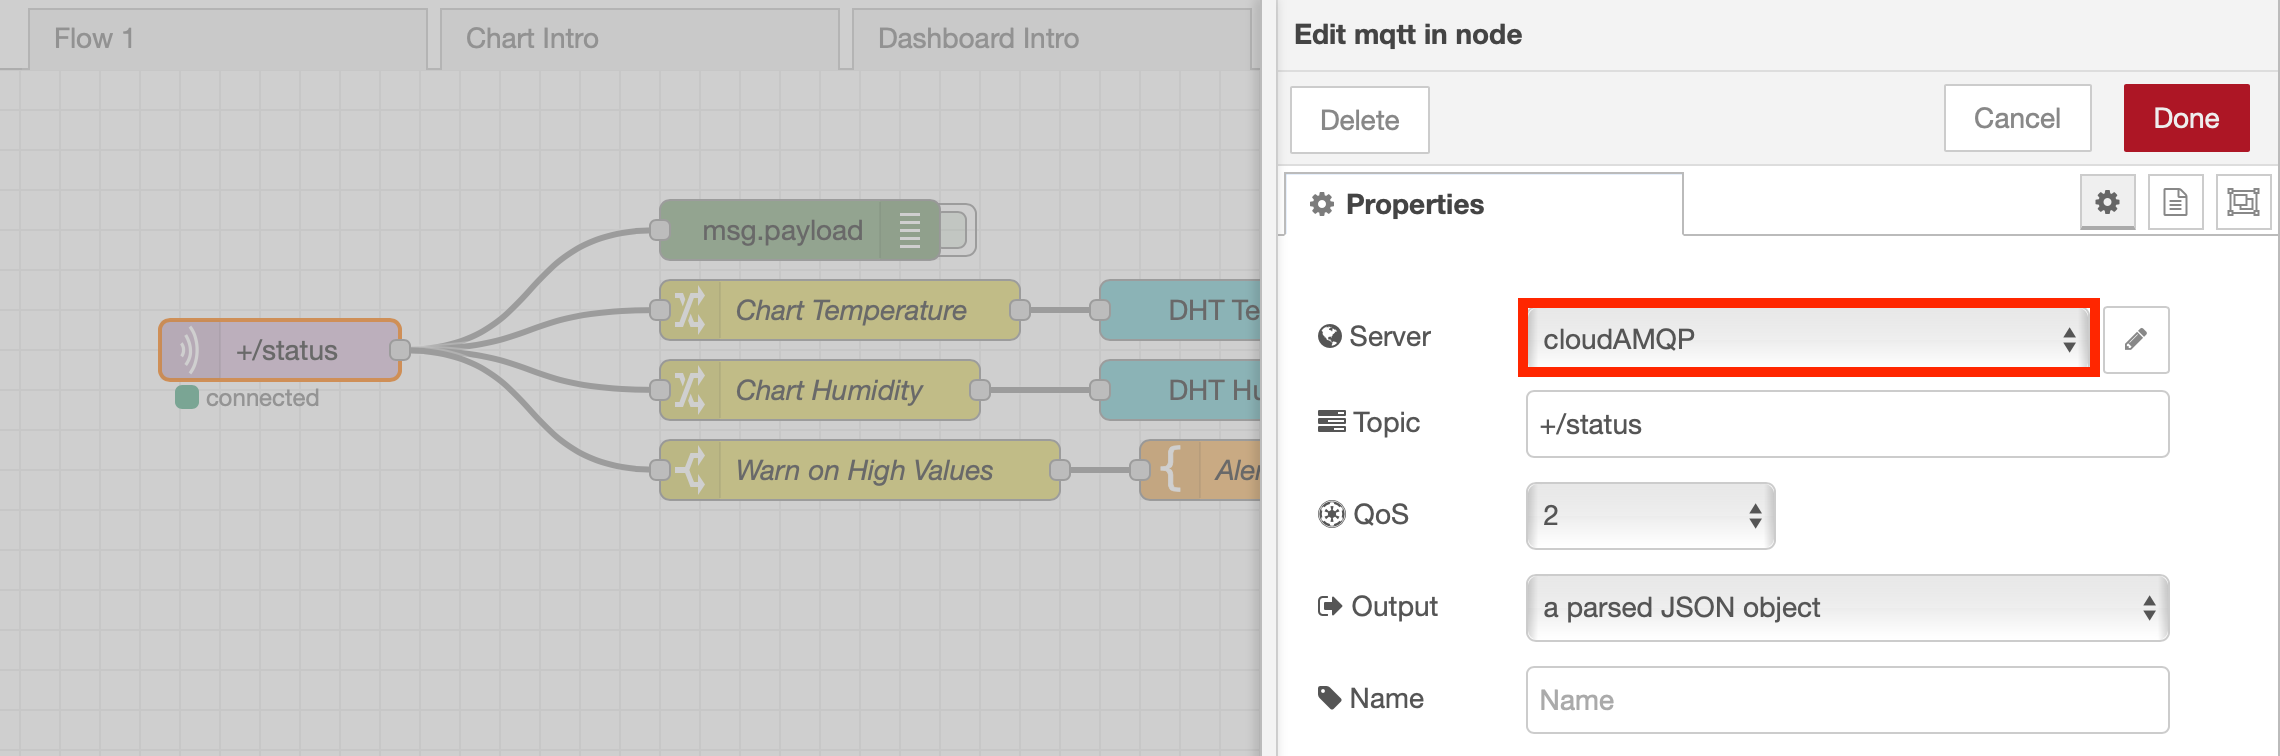 Flow 1
Chart Intro
Dashboard Intro
msg.payload
Chart Temperature
DHT Te
+/status
connected
Chart Humidity
DHT Hu
Warn on High Values
{
Aler
Edit mqtt in node
Delete
Cancel
Done
Properties
Server
cloudAMQP
Topic
+/status
QoS
2
Output
a parsed JSON object
Name
Name